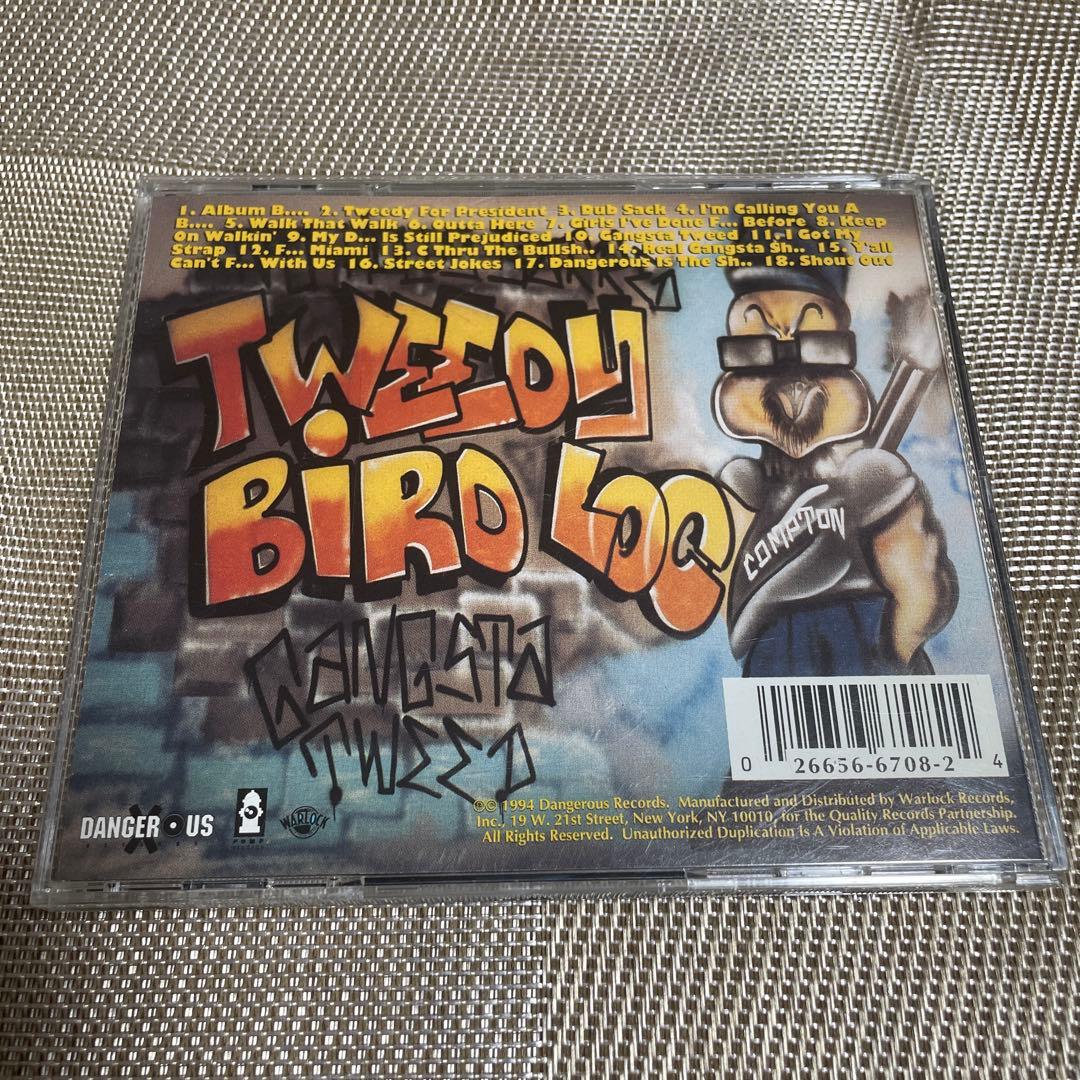 1. Album B.... 2. Tweedy For President 3. Dub Sack 4. I'm Calling You A
B.... 5. Walk That Walk 6. Outta Here 7. Girls I've Done F... Before 8. Keep
On Walkin' 9. My D... Is Still Prejudiced 10. Gangsta Tweed 11. I Got My
Strap 12. F... Miami 13. C Thru The Bullsh.. 14. Real Gangsta Sh.. 15. Y'all
Can't F... With Us 16. Street Jokes 17. Dangerous Is The Sh.. 18. Shout Out
TWEEDY
BiRD LOC
COMPTON
GANGSTA
TWEED
0 26656-6708-2 4
DANGEROUS
WARLOCK
©© 1994 Dangerous Records. Manufactured and Distributed by Warlock Records,
Inc., 19 W. 21st Street, New York, NY 10010, for the Quality Records Partnership.
All Rights Reserved. Unauthorized Duplication Is A Violation of Applicable Laws.